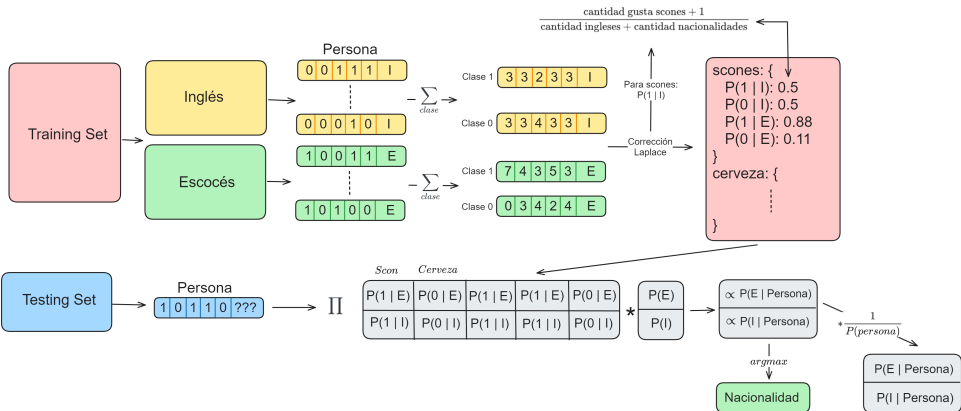 cantidad gusta scones + 1
cantidad ingleses + cantidad nacionalidades
Training Set
Inglés
Escocés
Persona
0 0 1 1 1 I
0 0 0 1 0 I
1 0 0 1 1 E
1 0 1 0 0 E
– ∑ clase
– ∑ clase
Clase 1 3 3 2 3 3 I
Clase 0 3 3 4 3 3 I
Clase 1 7 4 3 5 3 E
Clase 0 0 3 4 2 4 E
Para scones:
P(1 | I)
Corrección
Laplace
scones: {
P(1 | I): 0.5
P(0 | I): 0.5
P(1 | E): 0.88
P(0 | E): 0.11
}
cerveza: {
}
Testing Set
Persona
1 0 1 1 0 ???
∏
Scon Cerveza
P(1 | E) P(0 | E) P(1 | E) P(1 | E) P(0 | E)
P(1 | I) P(0 | I) P(1 | I) P(1 | I) P(0 | I)
*
P(E)
P(I)
∝ P(E | Persona)
∝ P(I | Persona)
argmax
Nacionalidad
* 1
P(persona)
P(E | Persona)
P(I | Persona)